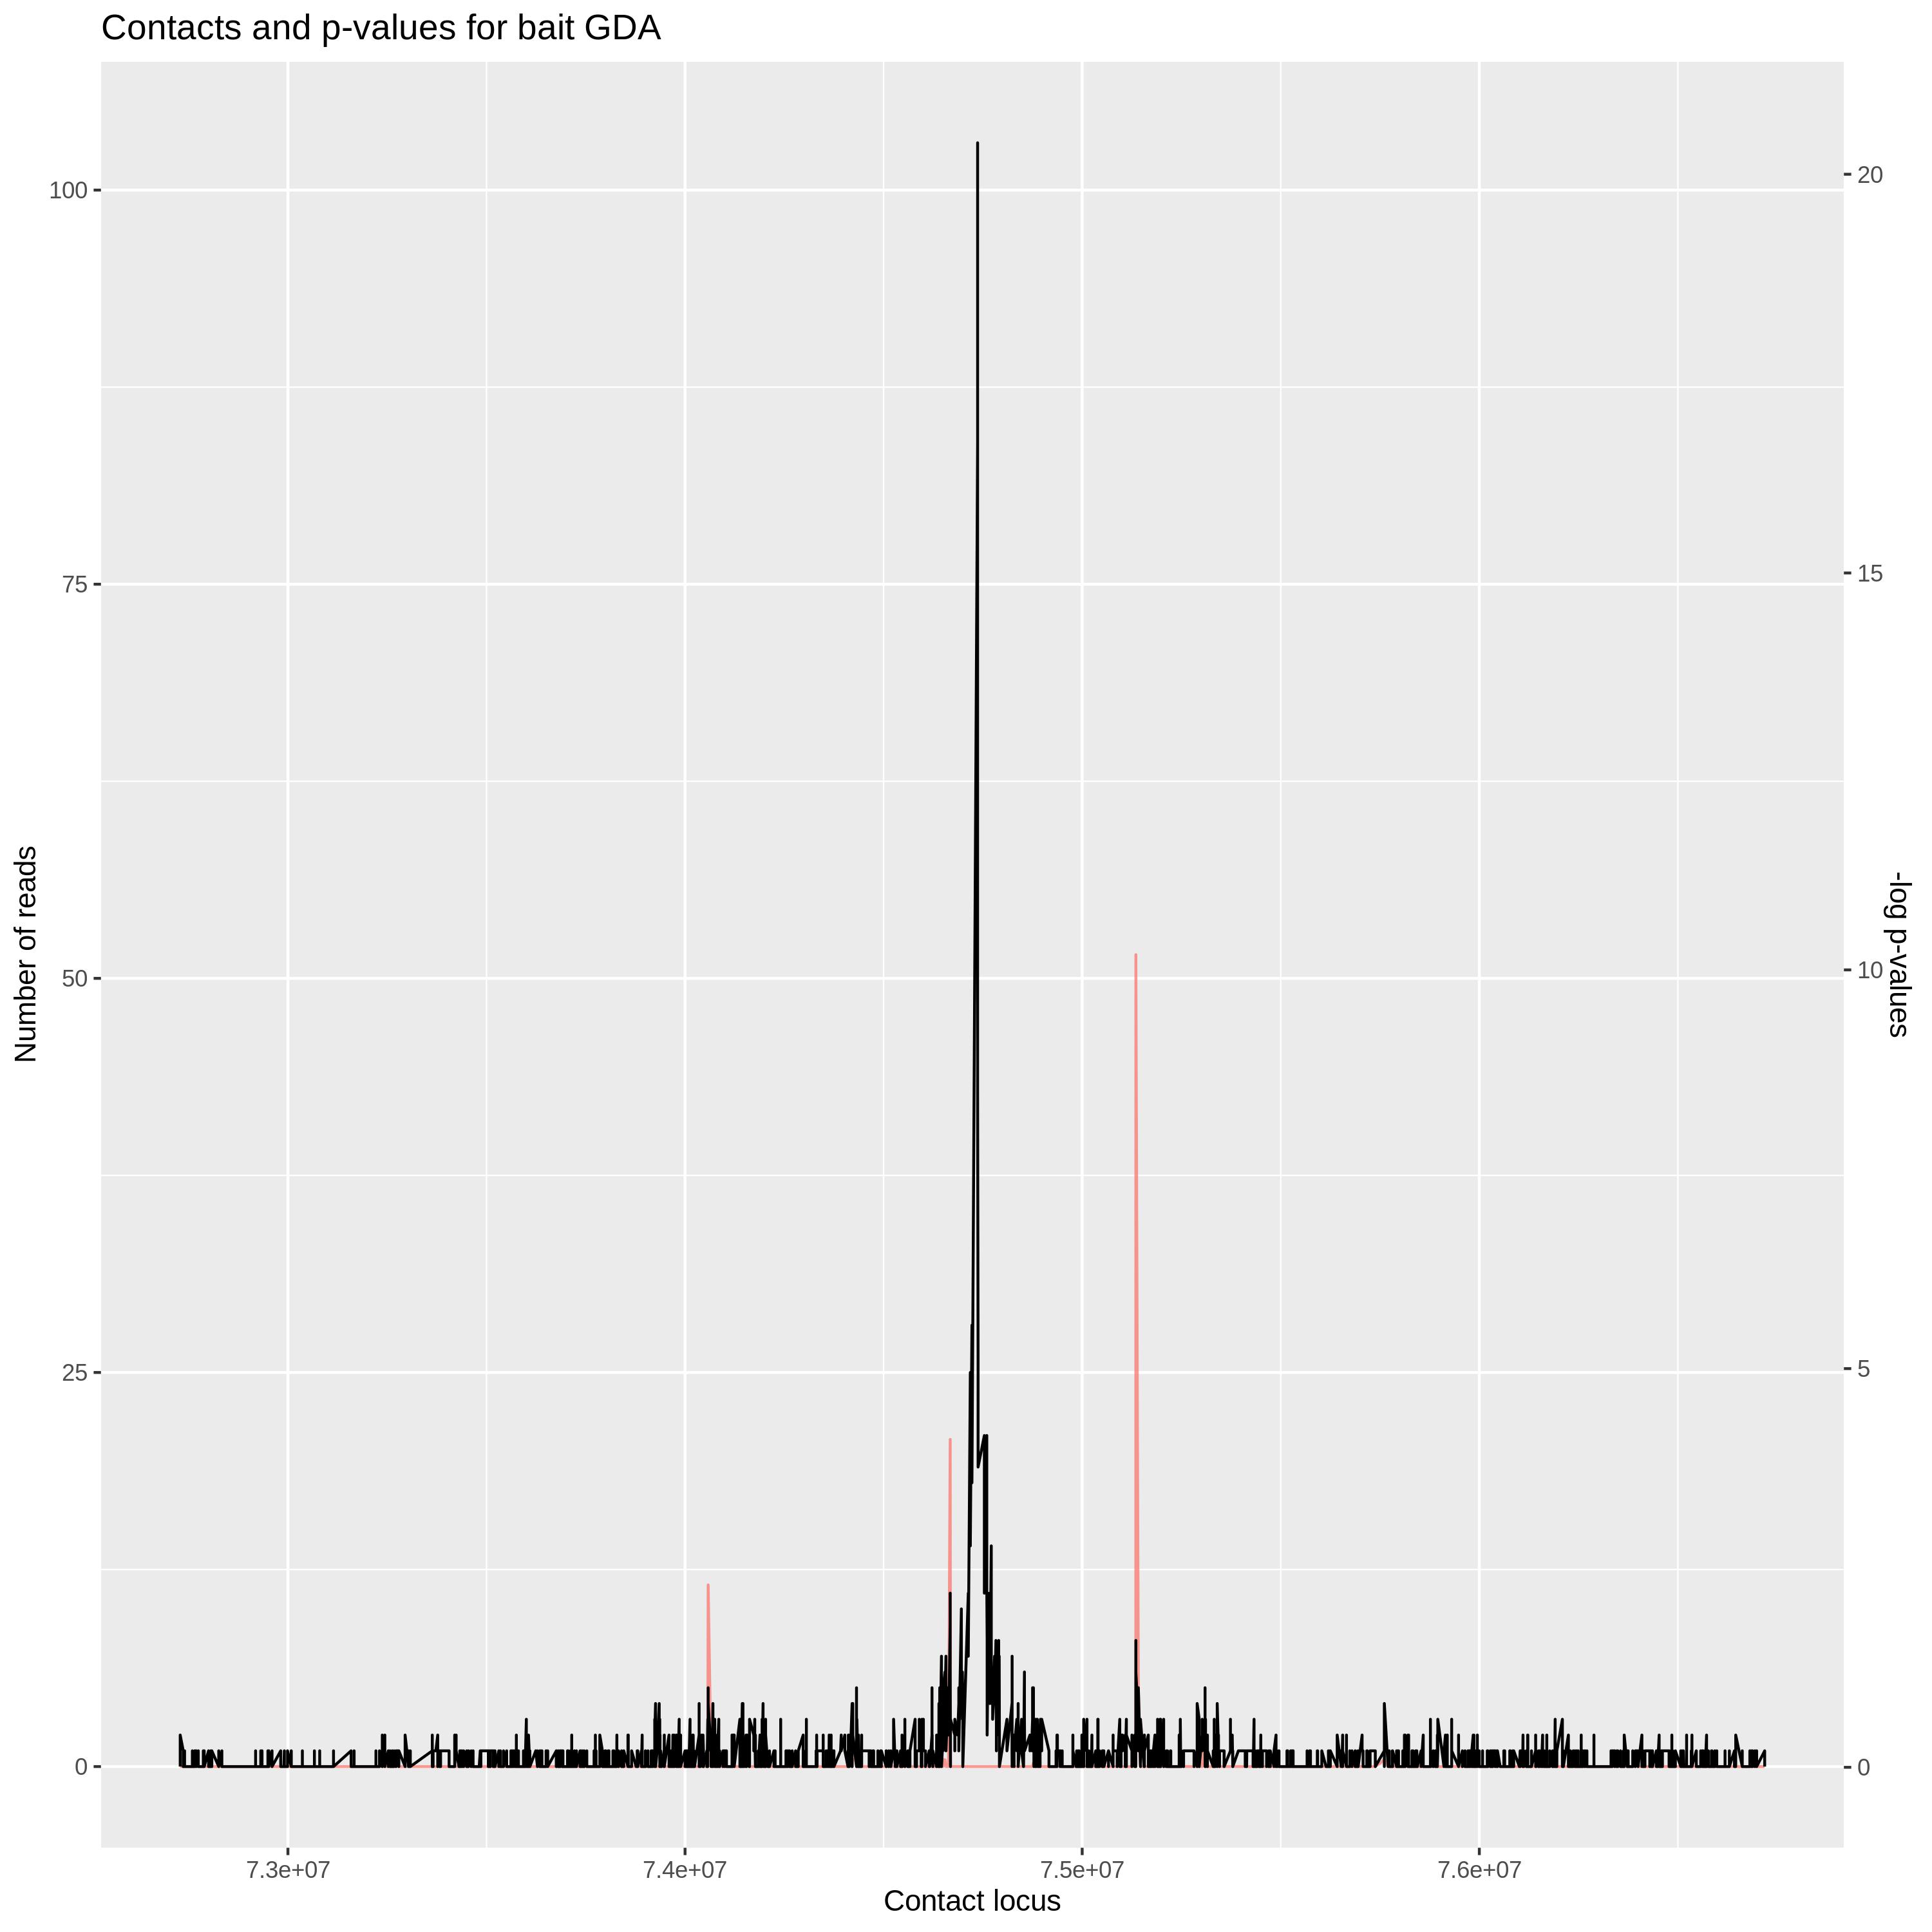 Contacts and p-values for bait GDA
100
75
50
25
0
Number of reads
20
15
10
5
0
-log p-values
7.3e+07
7.4e+07
7.5e+07
7.6e+07
Contact locus